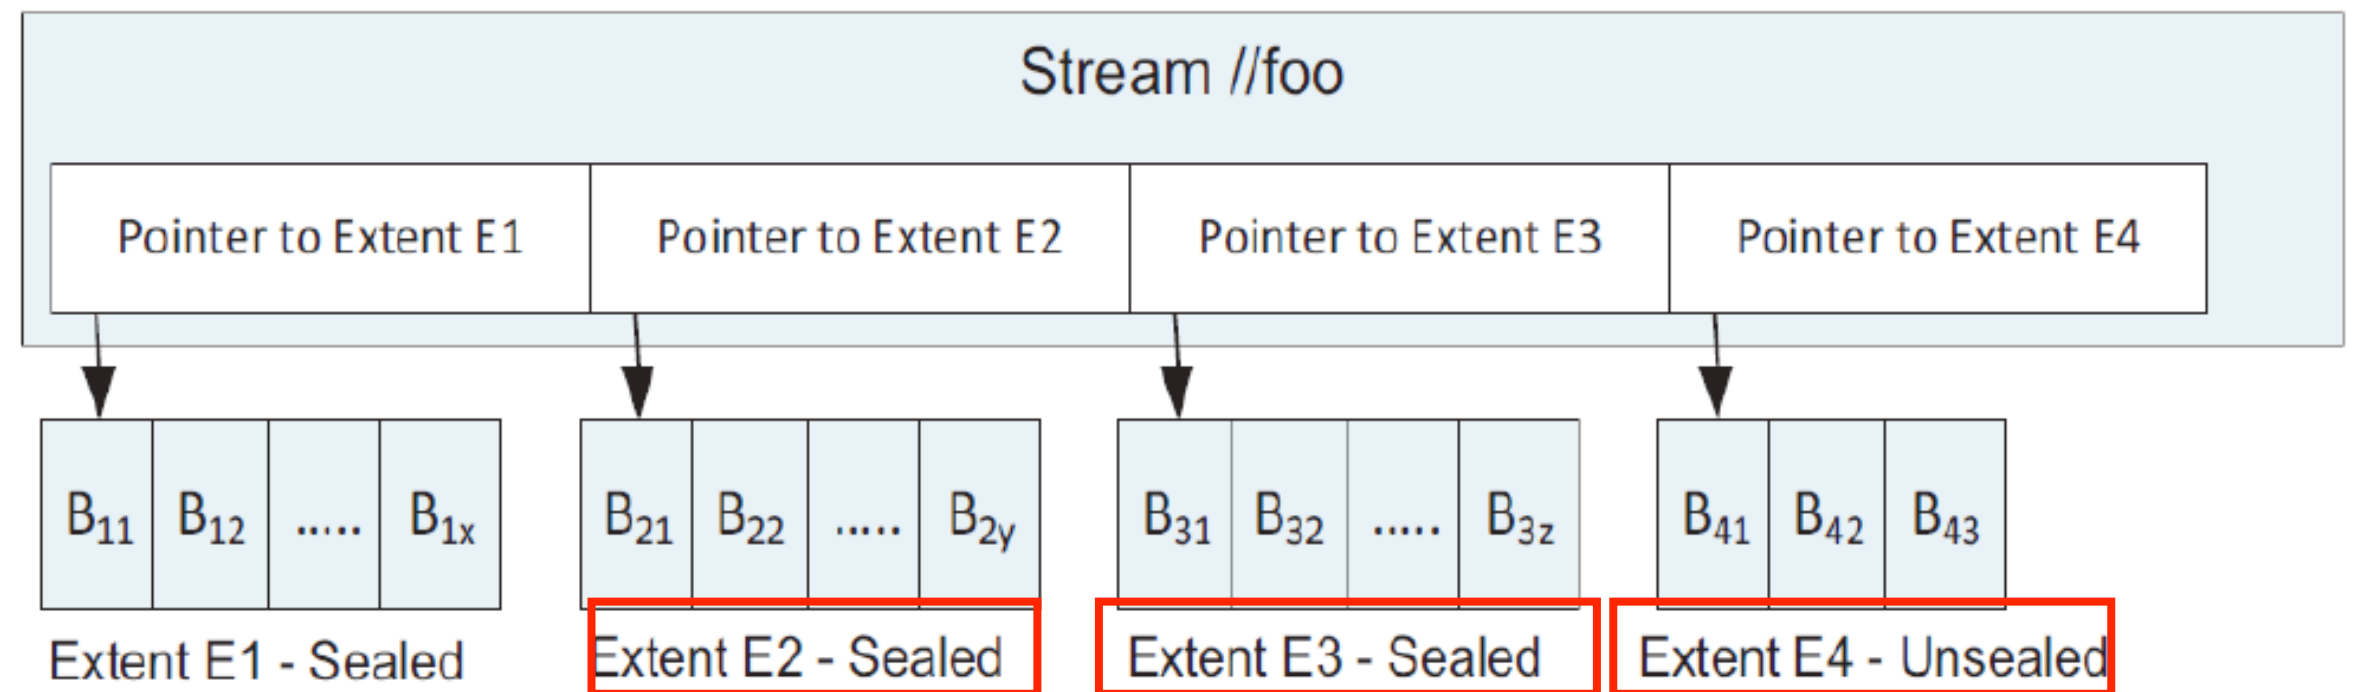 Stream //foo
Pointer to Extent E1 Pointer to Extent E2 Pointer to Extent E3 Pointer to Extent E4
B11 B12 ..... B1x B21 B22 ..... B2y B31 B32 ..... B3z B41 B42 B43
Extent E1 - Sealed Extent E2 - Sealed Extent E3 - Sealed Extent E4 - Unsealed